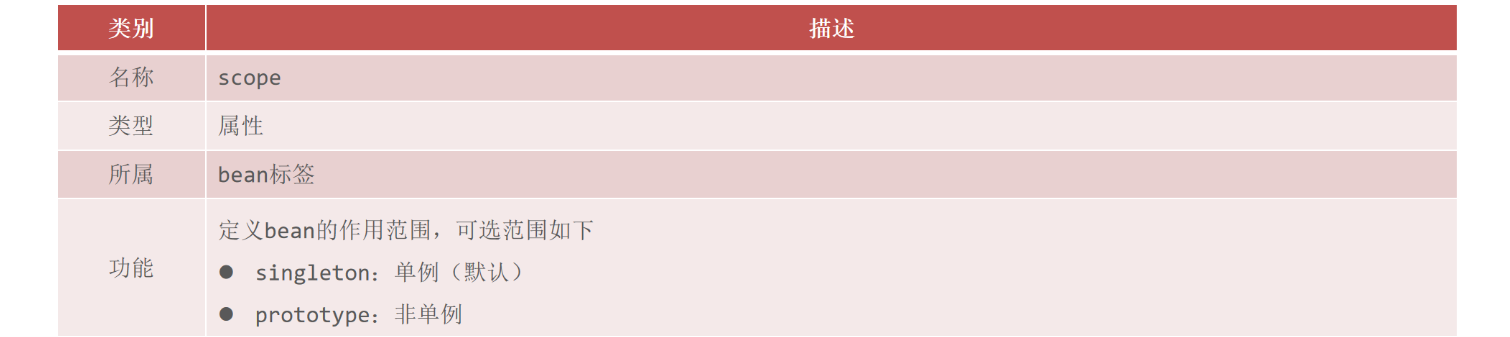 类别 描述
名称 scope
类型 属性
所属 bean标签
功能
定义bean的作用范围，可选范围如下
● singleton：单例（默认）
● prototype：非单例